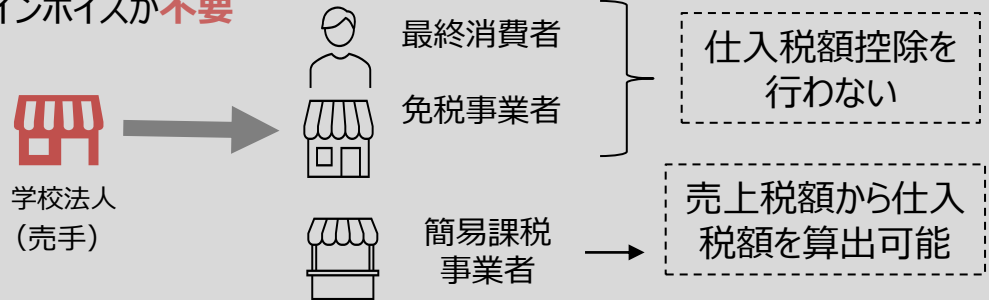 インボイスが不要
最終消費者
免税事業者
仕入税額控除を
行わない
学校法人
（売手）
簡易課税
事業者
売上税額から仕入
税額を算出可能